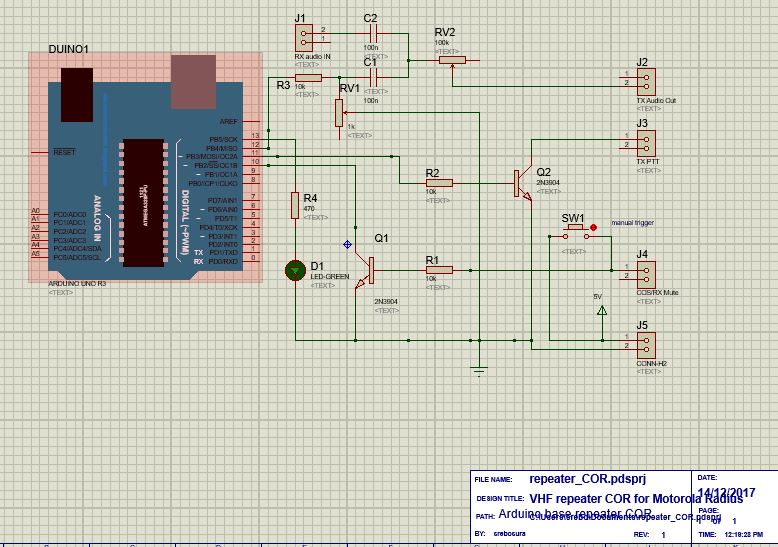 J1
2
1
RX audio IN
<TEXT>
C2
100n
<TEXT>
C1
100n
RV2
100k
<TEXT>
DUINO1
R3
10k
<TEXT>
RV1
1k
<TEXT>
J2
1
2
TX Audio Out
<TEXT>
J3
1
2
TX PTT
<TEXT>
AREF
RESET
PB5/SCK
PB4/MISO
~ PB3/MOSI/OC2A
~ PB2/SS/OC1B
~ PB1/OC1A
PB0/ICP1/CLKO
13
12
11
10
9
8
PD7/AIN1
~ PD6/AIN0
~ PD5/T1
PD4/T0/XCK
~ PD3/INT1
PD2/INT0
TX PD1/TXD
RX PD0/RXD
7
6
5
4
3
2
1
0
DIGITAL (~PWM)
ANALOG IN
ATMEGA328P-PU
A0
A1
A2
A3
A4
A5
PC0/ADC0
PC1/ADC1
PC2/ADC2
PC3/ADC3
PC4/ADC4/SDA
PC5/ADC5/SCL
ARDUINO UNO R3
<TEXT>
R2
10k
<TEXT>
Q2
2N3904
<TEXT>
R4
470
<TEXT>
SW1
manual trigger
<TEXT>
Q1
2N3904
<TEXT>
D1
LED-GREEN
<TEXT>
R1
10k
<TEXT>
J4
1
2
COS/RX Mute
<TEXT>
5V
J5
1
2
CONN-H2
<TEXT>
FILE NAME: repeater_COR.pdsprj
DATE:
14/12/2017
DESIGN TITLE: VHF repeater COR for Motorola Radius
Arduino base repeater COR
PATH:
PAGE:
1 of 1
BY: srebosura
REV: 1
TIME: 12:19:28 PM